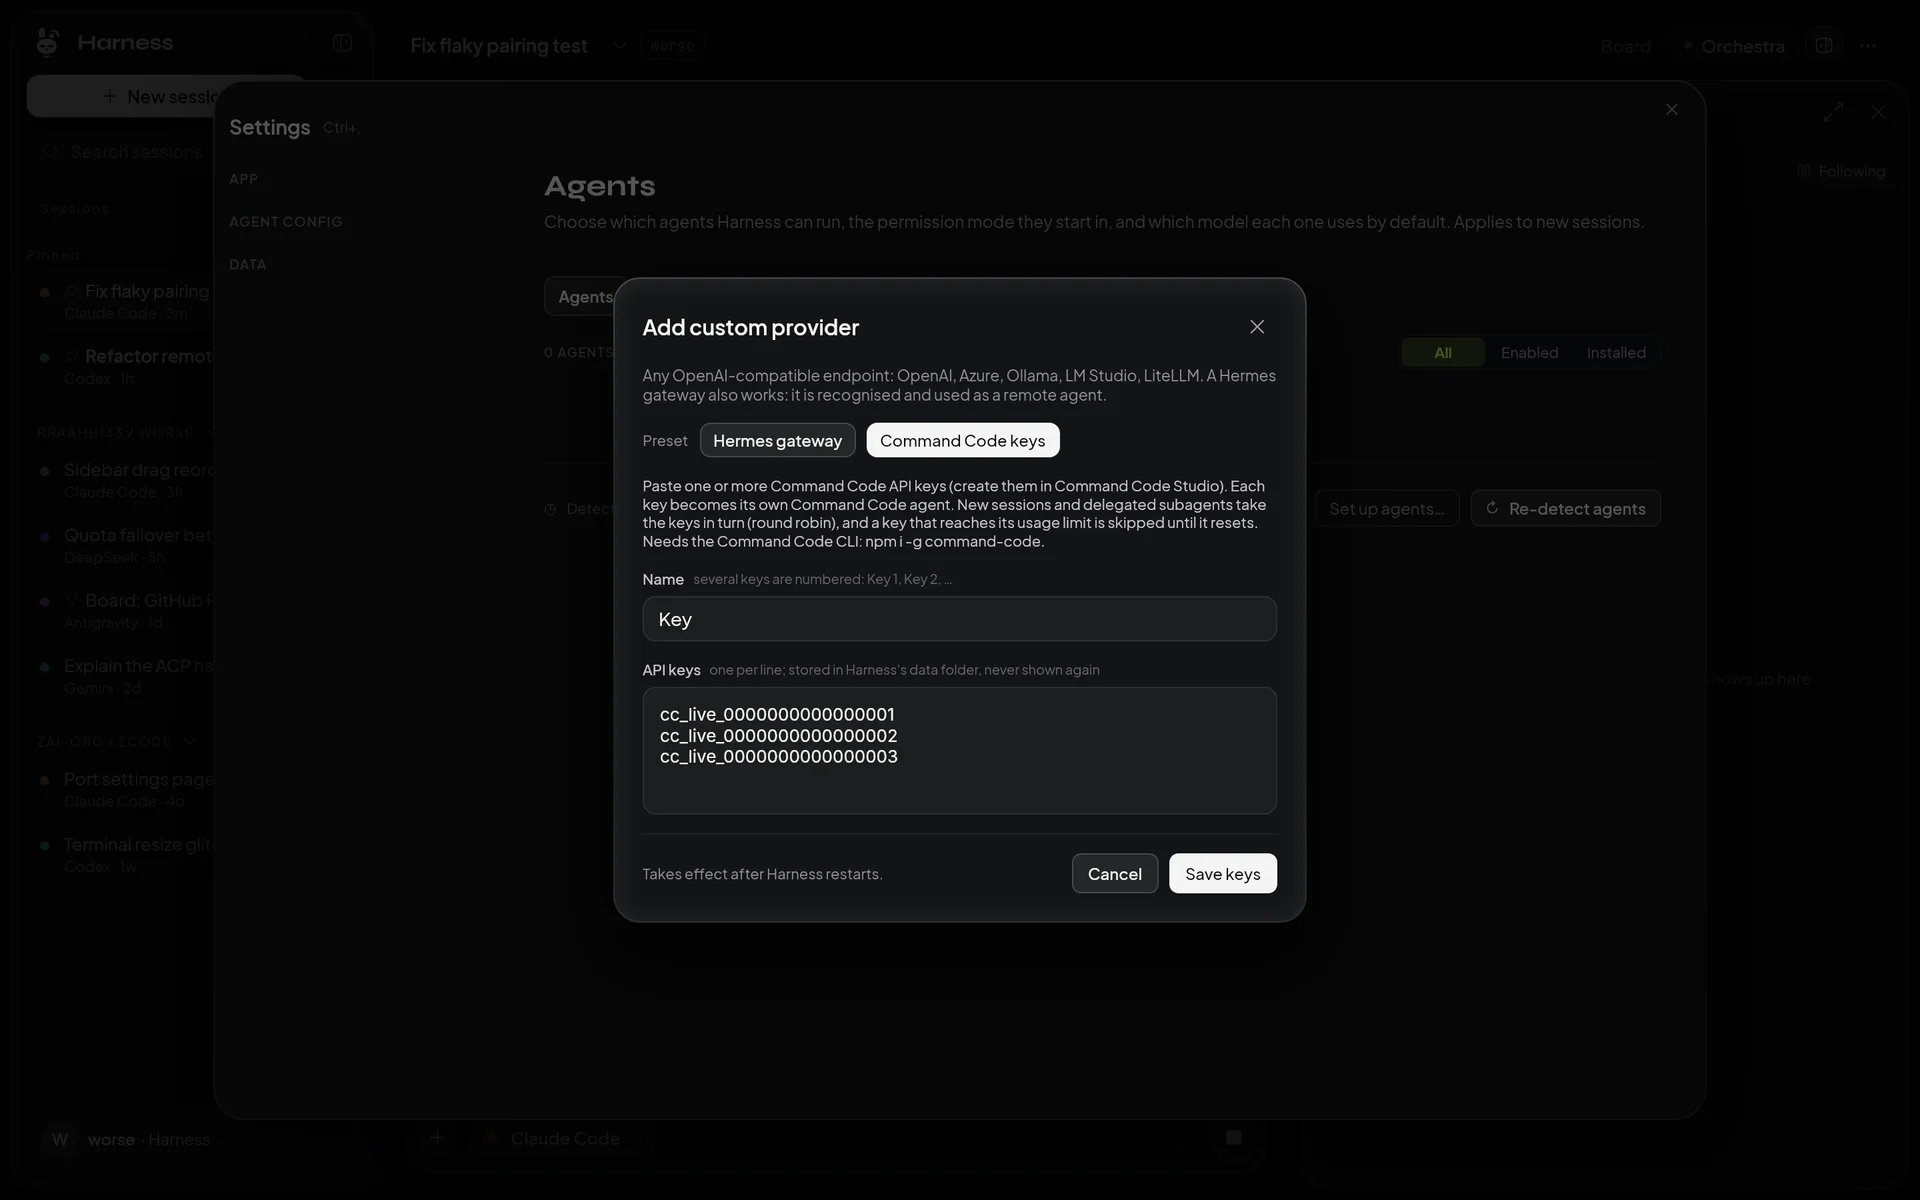 Harness
Fix flaky pairing test
worse
Board
Orchestra
New sessio
Search sessions
Settings Ctrl+,
APP
AGENT CONFIG
DATA
Following
Sessions
Agents
Choose which agents Harness can run, the permission mode they start in, and which model each one uses by default. Applies to new sessions.
Pinned
Fix flaky pairing
Claude Code · 2m
Refactor remot
Codex · 1h
RRAAHH133 / WORSE
Sidebar drag reord
Claude Code · 3h
Quota failover bet
DeepSeek · 5h
Board: GitHub P
Antigravity · 1d
Explain the ACP ha
Gemini · 2d
ZAI-ORG / ZCODE
Port settings page
Claude Code · 4d
Terminal resize glit
Codex · 1w
Agents
0 AGENTS
All
Enabled
Installed
Detect
Set up agents...
Re-detect agents
Add custom provider
Any OpenAI-compatible endpoint: OpenAI, Azure, Ollama, LM Studio, LiteLLM. A Hermes
gateway also works: it is recognised and used as a remote agent.
Preset
Hermes gateway
Command Code keys
Paste one or more Command Code API keys (create them in Command Code Studio). Each
key becomes its own Command Code agent. New sessions and delegated subagents take
the keys in turn (round robin), and a key that reaches its usage limit is skipped until it resets.
Needs the Command Code CLI: npm i -g command-code.
Name several keys are numbered: Key 1, Key 2, ...
Key
API keys one per line; stored in Harness's data folder, never shown again
cc_live_0000000000000001
cc_live_0000000000000002
cc_live_0000000000000003
Takes effect after Harness restarts.
Cancel
Save keys
shows up here.
W worse · Harness
Claude Code